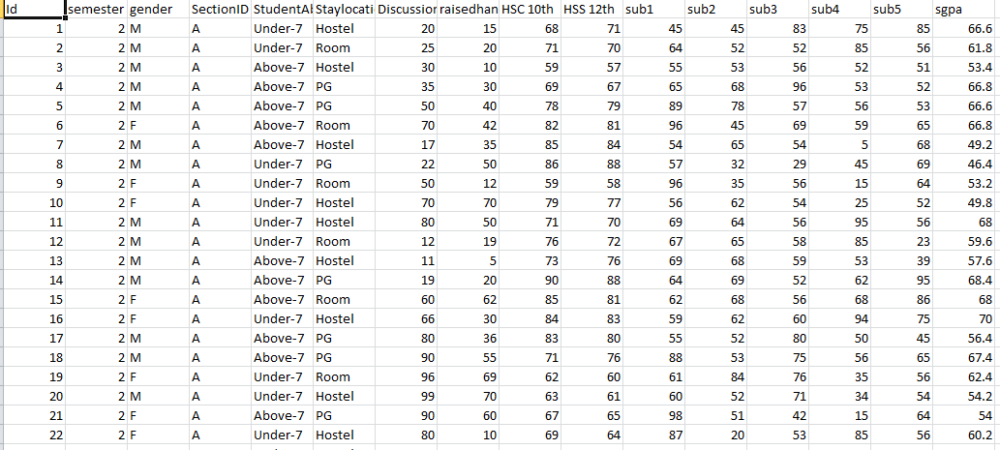 Id semester gender SectionID StudentAl Staylocati Discussion raisedhan HSC 10th HSS 12th sub1 sub2 sub3 sub4 sub5 sgpa
1 2 M A Under-7 Hostel 20 15 68 71 45 45 83 75 85 66.6
2 2 M A Under-7 Room 25 20 71 70 64 52 52 85 56 61.8
3 2 M A Above-7 Hostel 30 10 59 57 55 53 56 52 51 53.4
4 2 M A Above-7 PG 35 30 69 67 65 68 96 53 52 66.8
5 2 M A Above-7 PG 50 40 78 79 89 78 57 56 53 66.6
6 2 F A Above-7 Room 70 42 82 81 96 45 69 59 65 66.8
7 2 M A Above-7 Hostel 17 35 85 84 54 65 54 5 68 49.2
8 2 M A Under-7 PG 22 50 86 88 57 32 29 45 69 46.4
9 2 F A Under-7 Room 50 12 59 58 96 35 56 15 64 53.2
10 2 F A Under-7 Hostel 70 70 79 77 56 62 54 25 52 49.8
11 2 M A Under-7 Hostel 80 50 71 70 69 64 56 95 56 68
12 2 M A Under-7 Room 12 19 76 72 67 65 58 85 23 59.6
13 2 M A Above-7 Hostel 11 5 73 76 69 68 59 53 39 57.6
14 2 M A Above-7 PG 19 20 90 88 64 69 52 62 95 68.4
15 2 F A Above-7 Room 60 62 85 81 62 68 56 68 86 68
16 2 F A Under-7 Hostel 66 30 84 83 59 62 60 94 75 70
17 2 M A Above-7 PG 80 36 83 80 55 52 80 50 45 56.4
18 2 M A Above-7 PG 90 55 71 76 88 53 75 56 65 67.4
19 2 F A Under-7 Room 96 69 62 60 61 84 76 35 56 62.4
20 2 M A Under-7 Hostel 99 70 63 61 60 52 71 34 54 54.2
21 2 F A Above-7 PG 90 60 67 65 98 51 42 15 64 54
22 2 F A Under-7 Hostel 80 10 69 64 87 20 53 85 56 60.2